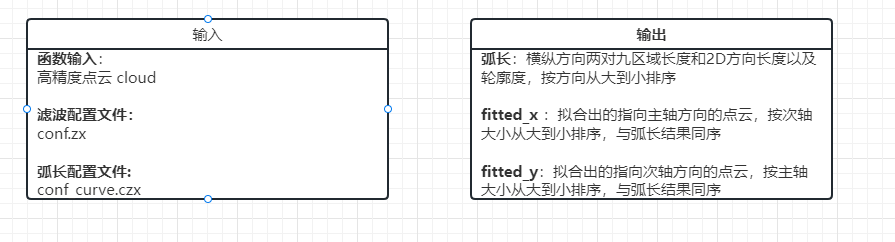 输入
函数输入：
高精度点云 cloud
滤波配置文件：
conf.zx
弧长配置文件:
conf_curve.czx
输出
弧长：横纵方向两对九区域长度和2D方向长度以及
轮廓度，按方向从大到小排序
fitted_x ：拟合出的指向主轴方向的点云，按次轴
大小从大到小排序，与弧长结果同序
fitted_y：拟合出的指向次轴方向的点云，按主轴
大小从大到小排序，与弧长结果同序